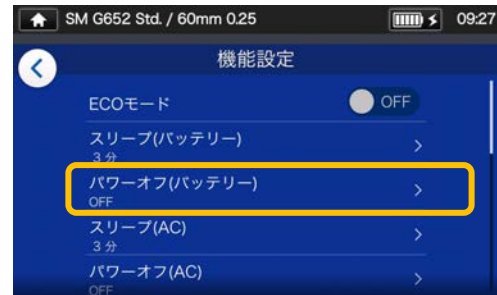 SM G652 Std. / 60mm 0.25 09:27
機能設定
ECOモード OFF
スリープ(バッテリー)
3 分
パワーオフ(バッテリー)
OFF
スリープ(AC)
3 分
パワーオフ(AC)
OFF